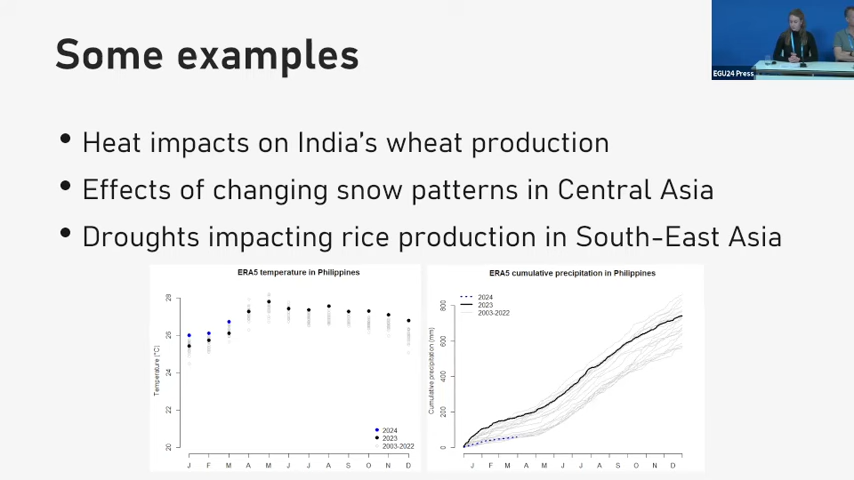 Some examples
EGU24 Press
• Heat impacts on India's wheat production
• Effects of changing snow patterns in Central Asia
• Droughts impacting rice production in South-East Asia
ERA5 temperature in Philippines
Temperature (°C)
28
26
24
22
20
2024
2023
2003-2022
J F M A M J J A S O N D
ERA5 cumulative precipitation in Philippines
Cumulative precipitation (mm)
2024
2023
2003-2022
800
600
400
200
0
J F M A M J J A S O N D